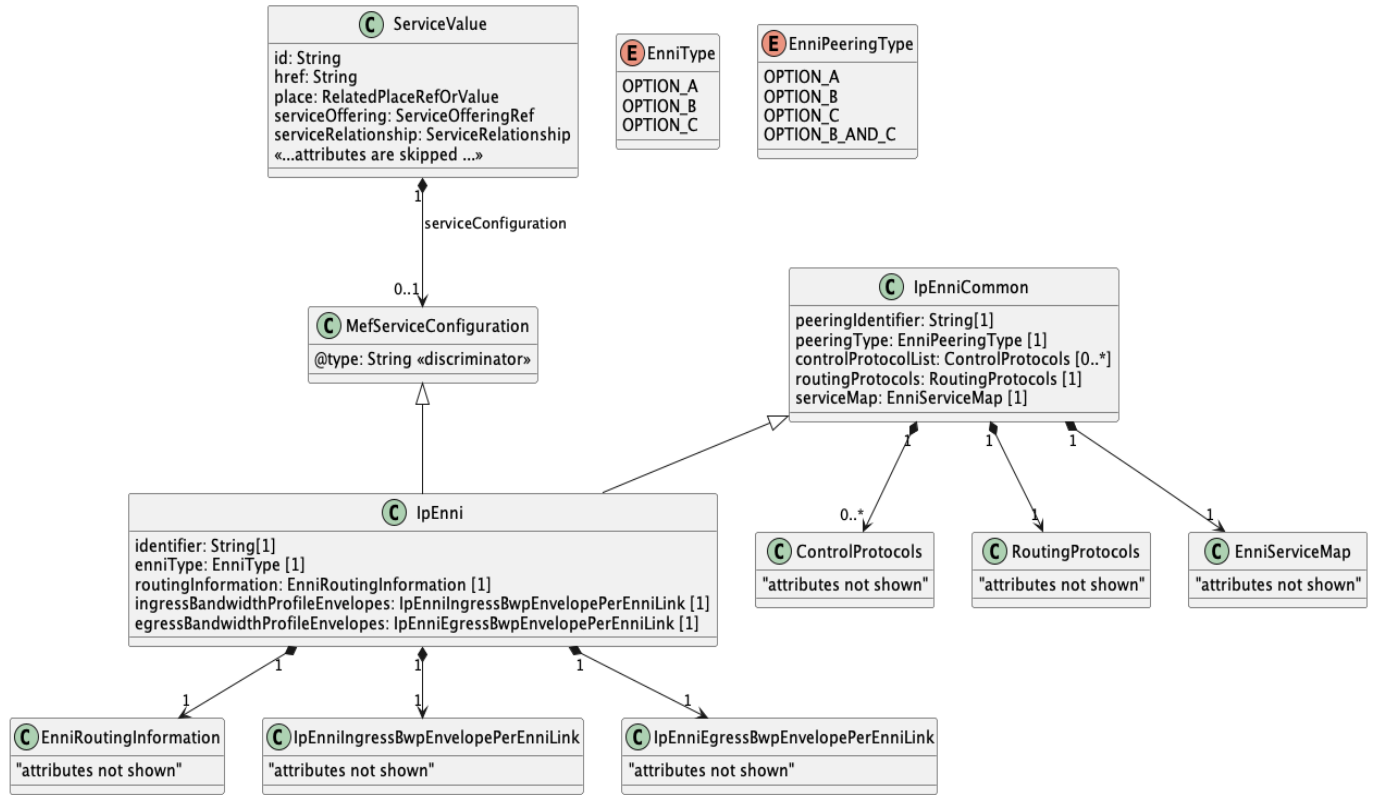 C ServiceValue
id: String
href: String
place: RelatedPlaceRefOrValue
serviceOffering: ServiceOfferingRef
serviceRelationship: ServiceRelationship
«...attributes are skipped ...»
E EnniType
OPTION_A
OPTION_B
OPTION_C
E EnniPeeringType
OPTION_A
OPTION_B
OPTION_C
OPTION_B_AND_C
1
serviceConfiguration
0..1
C MefServiceConfiguration
@type: String «discriminator»
C IpEnniCommon
peeringIdentifier: String[1]
peeringType: EnniPeeringType [1]
controlProtocolList: ControlProtocols [0..*]
routingProtocols: RoutingProtocols [1]
serviceMap: EnniServiceMap [1]
1
1
1
0..*
1
1
C IpEnni
identifier: String[1]
enniType: EnniType [1]
routingInformation: EnniRoutingInformation [1]
ingressBandwidthProfileEnvelopes: IpEnniIngressBwpEnvelopePerEnniLink [1]
egressBandwidthProfileEnvelopes: IpEnniEgressBwpEnvelopePerEnniLink [1]
C ControlProtocols
"attributes not shown"
C RoutingProtocols
"attributes not shown"
C EnniServiceMap
"attributes not shown"
1
1
1
1
1
1
C EnniRoutingInformation
"attributes not shown"
C IpEnniIngressBwpEnvelopePerEnniLink
"attributes not shown"
C IpEnniEgressBwpEnvelopePerEnniLink
"attributes not shown"